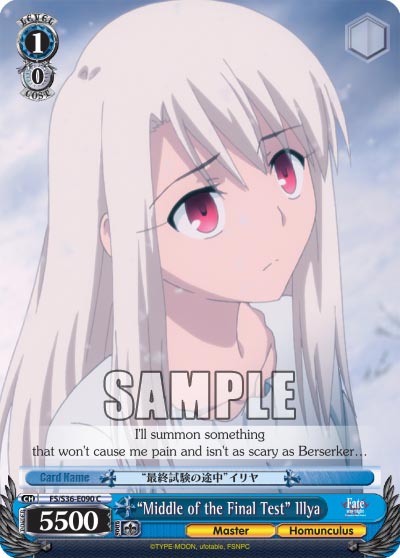 LEVEL
1
0
COST
SAMPLE
I'll summon something
that won't cause me pain and isn't as scary as Berserker...
Card Name
“最終試験の途中”イリヤ
CH
FS/S36-E090 C
5500
“Middle of the Final Test” Illya
Fate
Master
Homunculus
©TYPE-MOON, ufotable, FSNPC